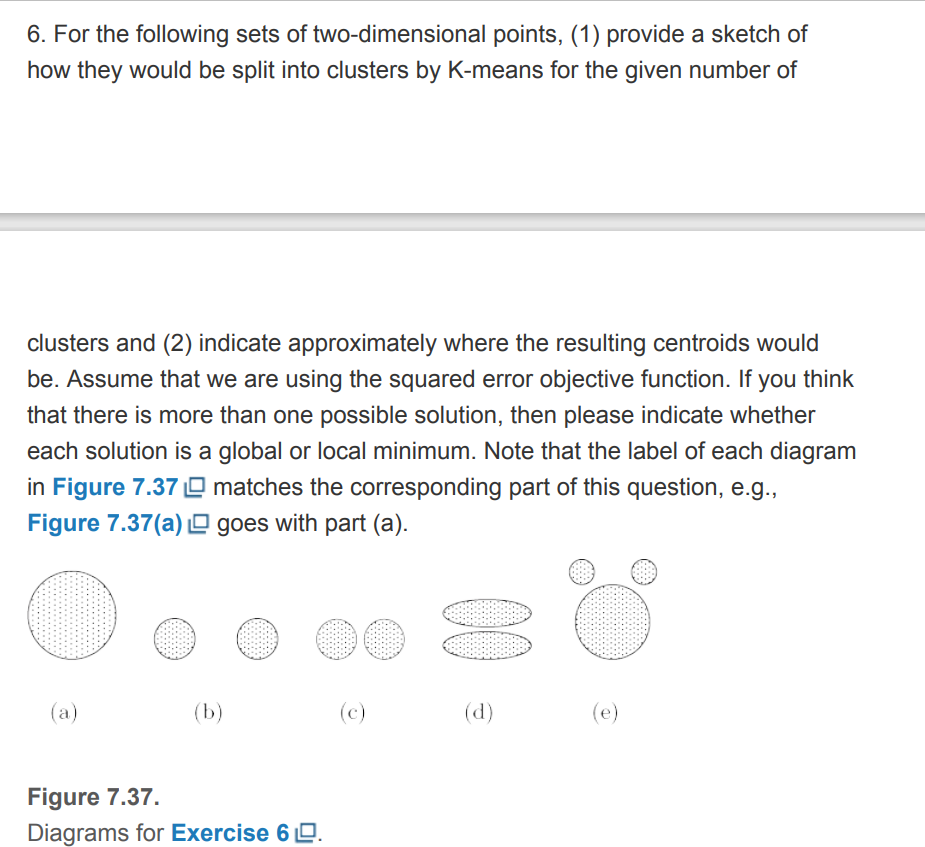 6. For the following sets of two-dimensional points, (1) provide a sketch of
how they would be split into clusters by K-means for the given number of
clusters and (2) indicate approximately where the resulting centroids would
be. Assume that we are using the squared error objective function. If you think
that there is more than one possible solution, then please indicate whether
each solution is a global or local minimum. Note that the label of each diagram
in Figure 7.37 matches the corresponding part of this question, e.g.,
Figure 7.37(a) goes with part (a).
(a) (b) (c) (d) (e)
Figure 7.37.
Diagrams for Exercise 6.